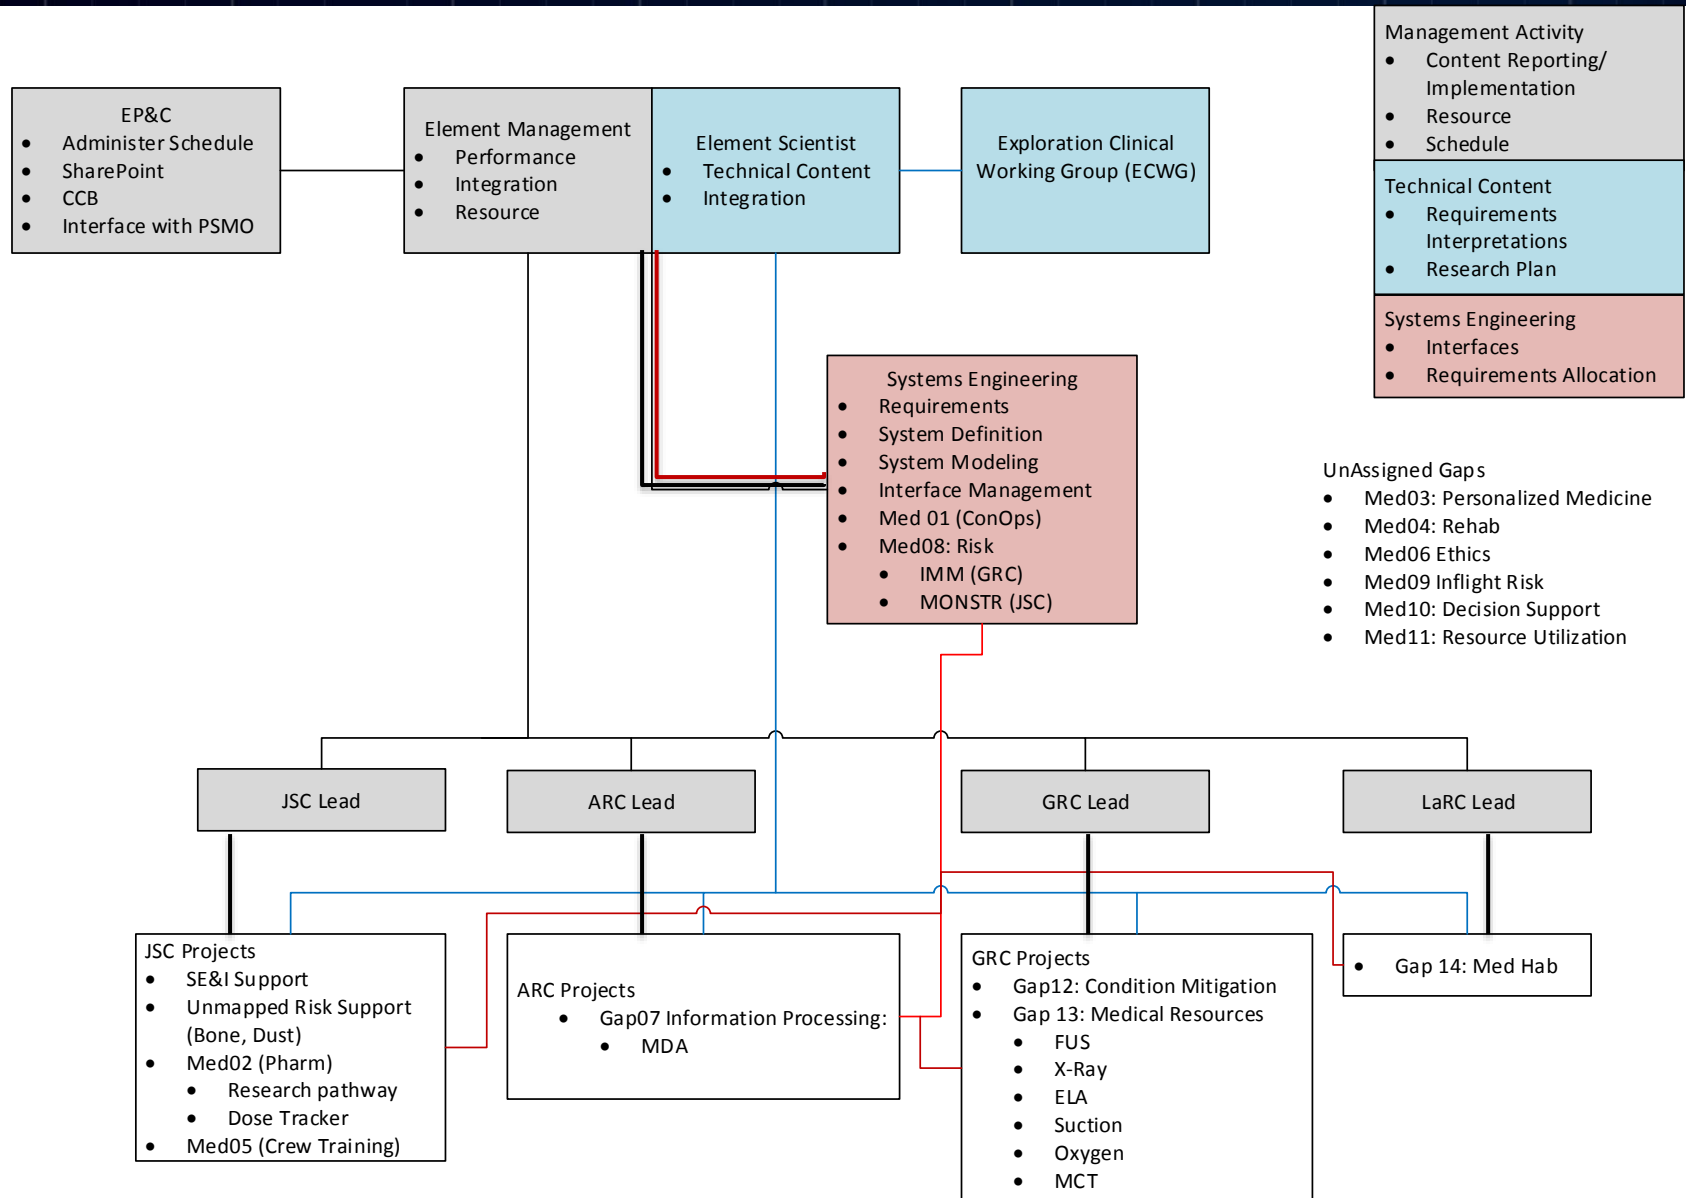 EP&C
• Administer Schedule
• SharePoint
• CCB
• Interface with PSMO
Element Management
• Performance
• Integration
• Resource
Element Scientist
• Technical Content
• Integration
Exploration Clinical
Working Group (ECWG)
Management Activity
• Content Reporting/
Implementation
• Resource
• Schedule
Technical Content
• Requirements
Interpretations
• Research Plan
Systems Engineering
• Interfaces
• Requirements Allocation
Systems Engineering
• Requirements
• System Definition
• System Modeling
• Interface Management
• Med 01 (ConOps)
• Med08: Risk
• IMM (GRC)
• MONSTR (JSC)
UnAssigned Gaps
• Med03: Personalized Medicine
• Med04: Rehab
• Med06 Ethics
• Med09 Inflight Risk
• Med10: Decision Support
• Med11: Resource Utilization
JSC Lead
ARC Lead
GRC Lead
LaRC Lead
JSC Projects
• SE&I Support
• Unmapped Risk Support
(Bone, Dust)
• Med02 (Pharm)
• Research pathway
• Dose Tracker
• Med05 (Crew Training)
ARC Projects
• Gap07 Information Processing:
• MDA
GRC Projects
• Gap12: Condition Mitigation
• Gap 13: Medical Resources
• FUS
• X-Ray
• ELA
• Suction
• Oxygen
• MCT
• Gap 14: Med Hab